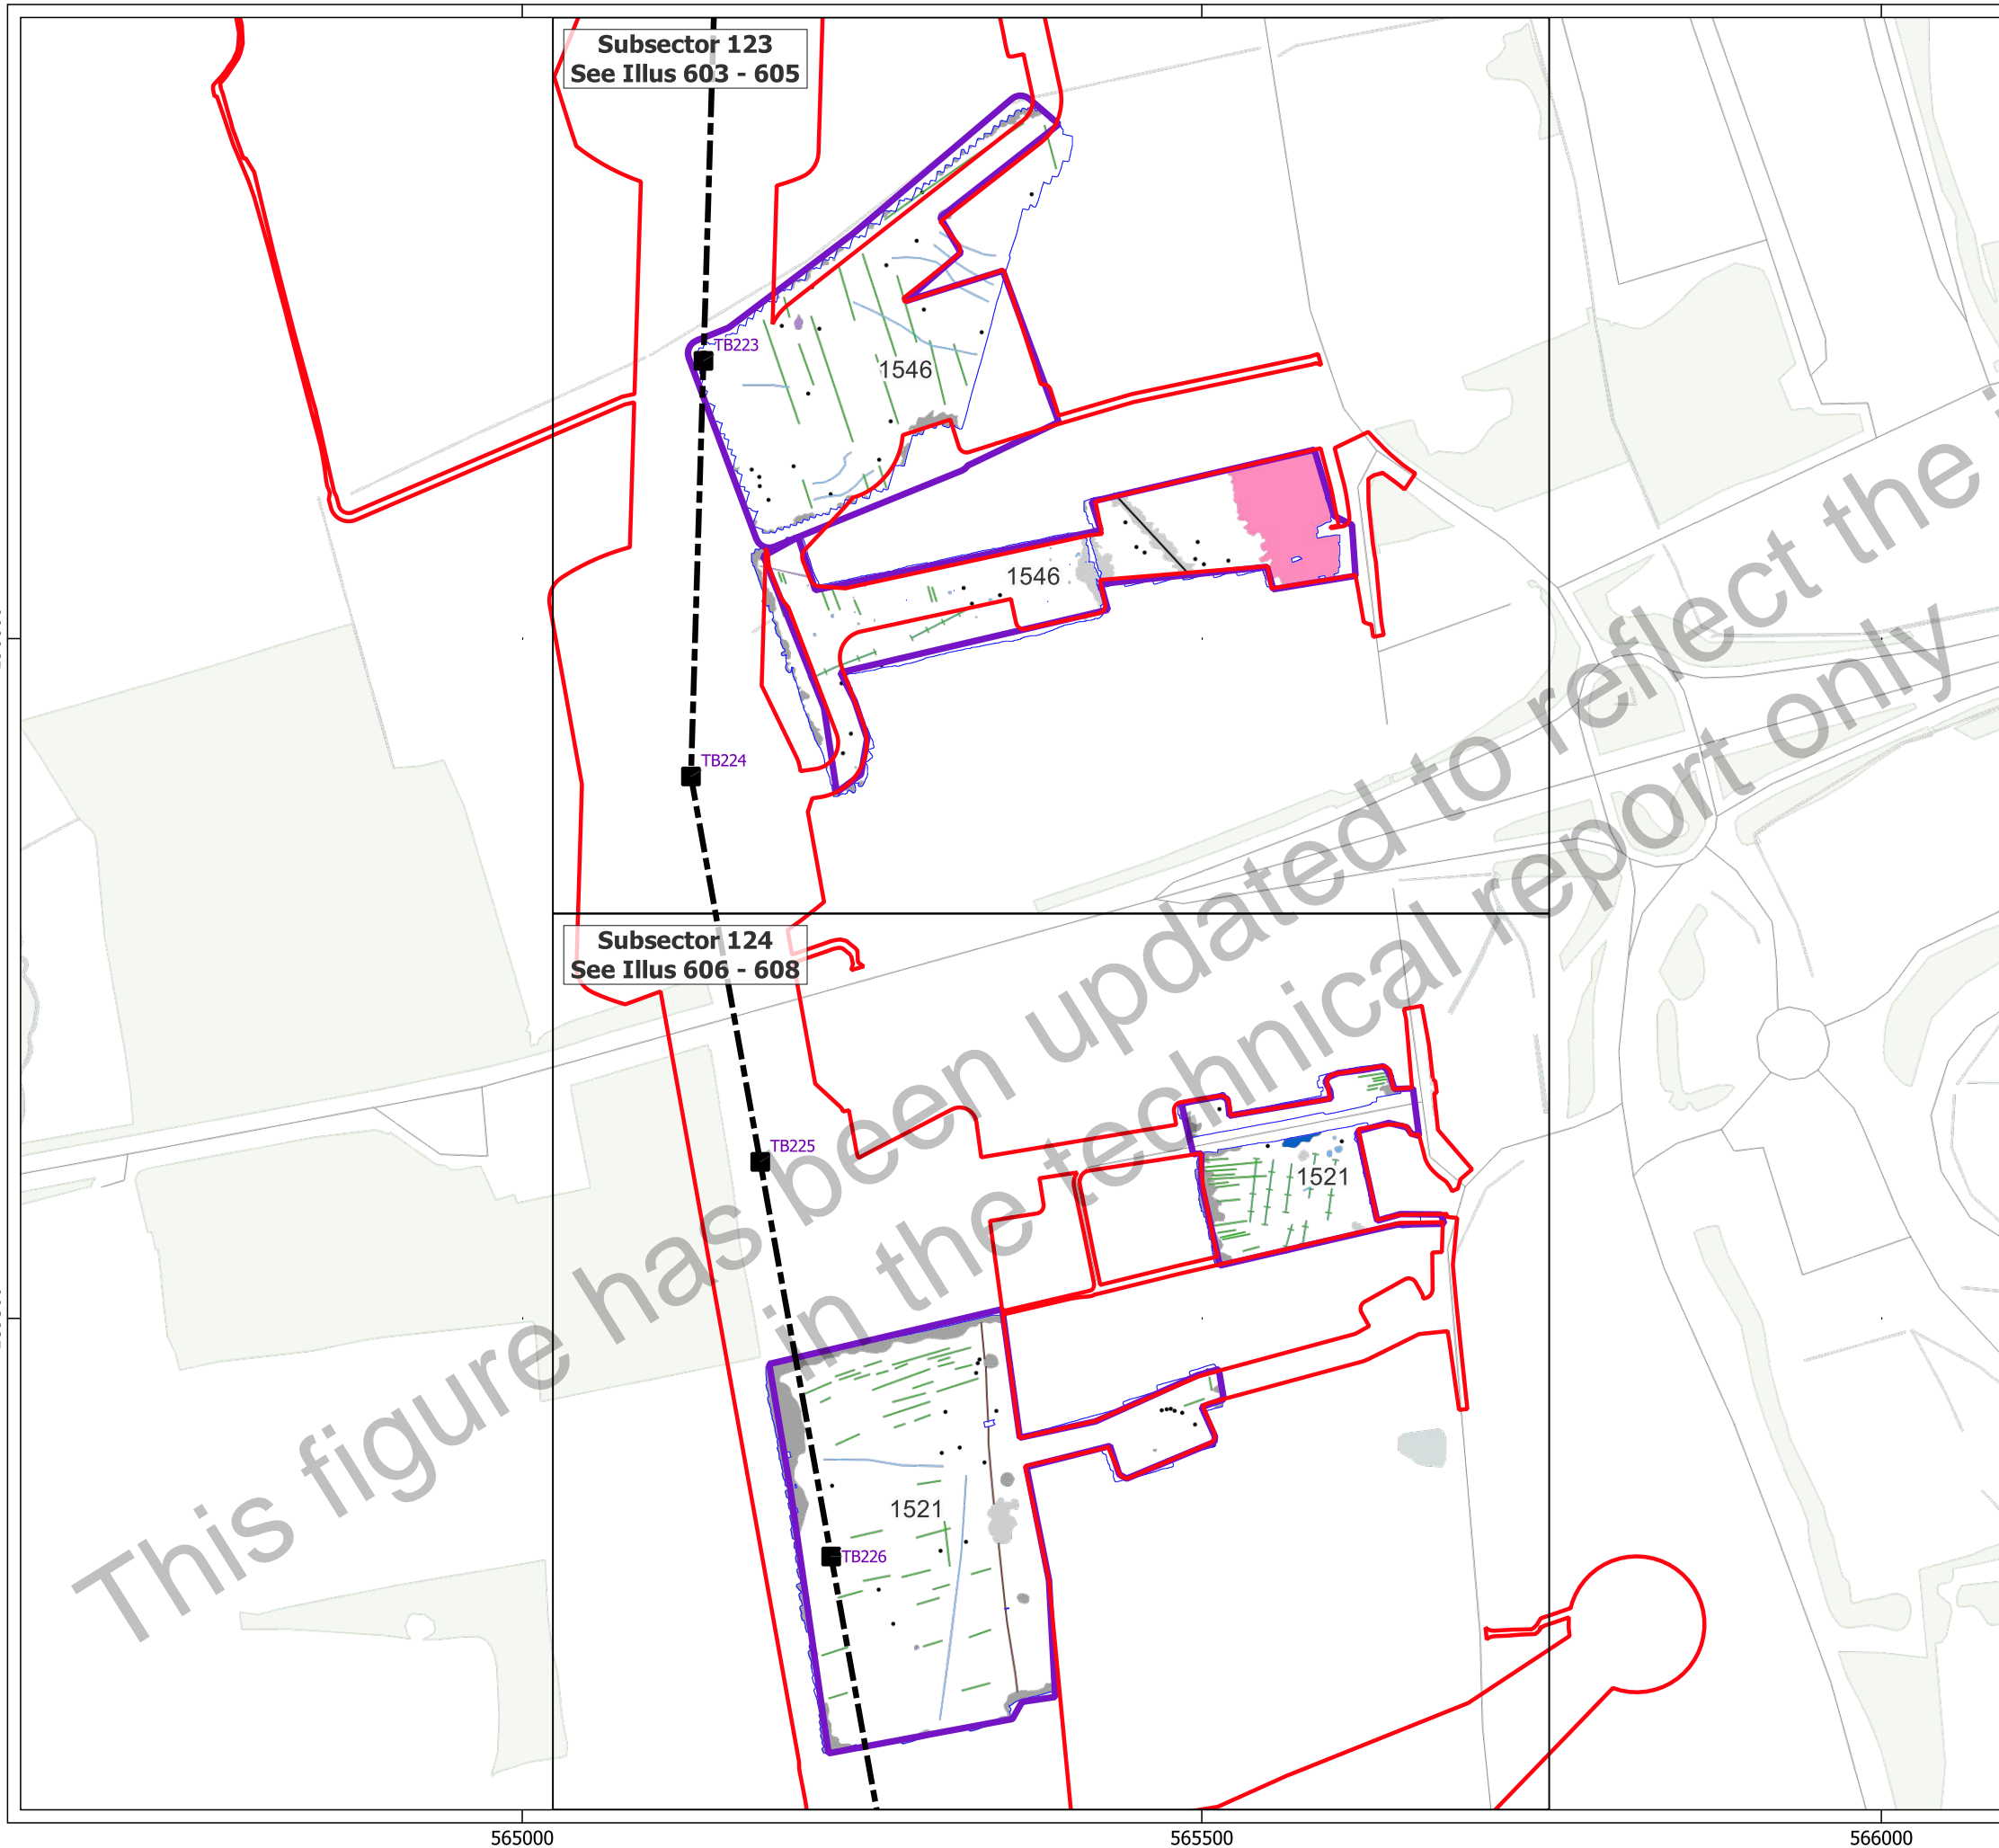 Subsector 123
See Illus 603 - 605
TB223
1546
1546
TB224
Subsector 124
See Illus 606 - 608
TB225
1521
1521
TB226
This figure has been updated to reflect the
in the technical report only
565000
565500
566000